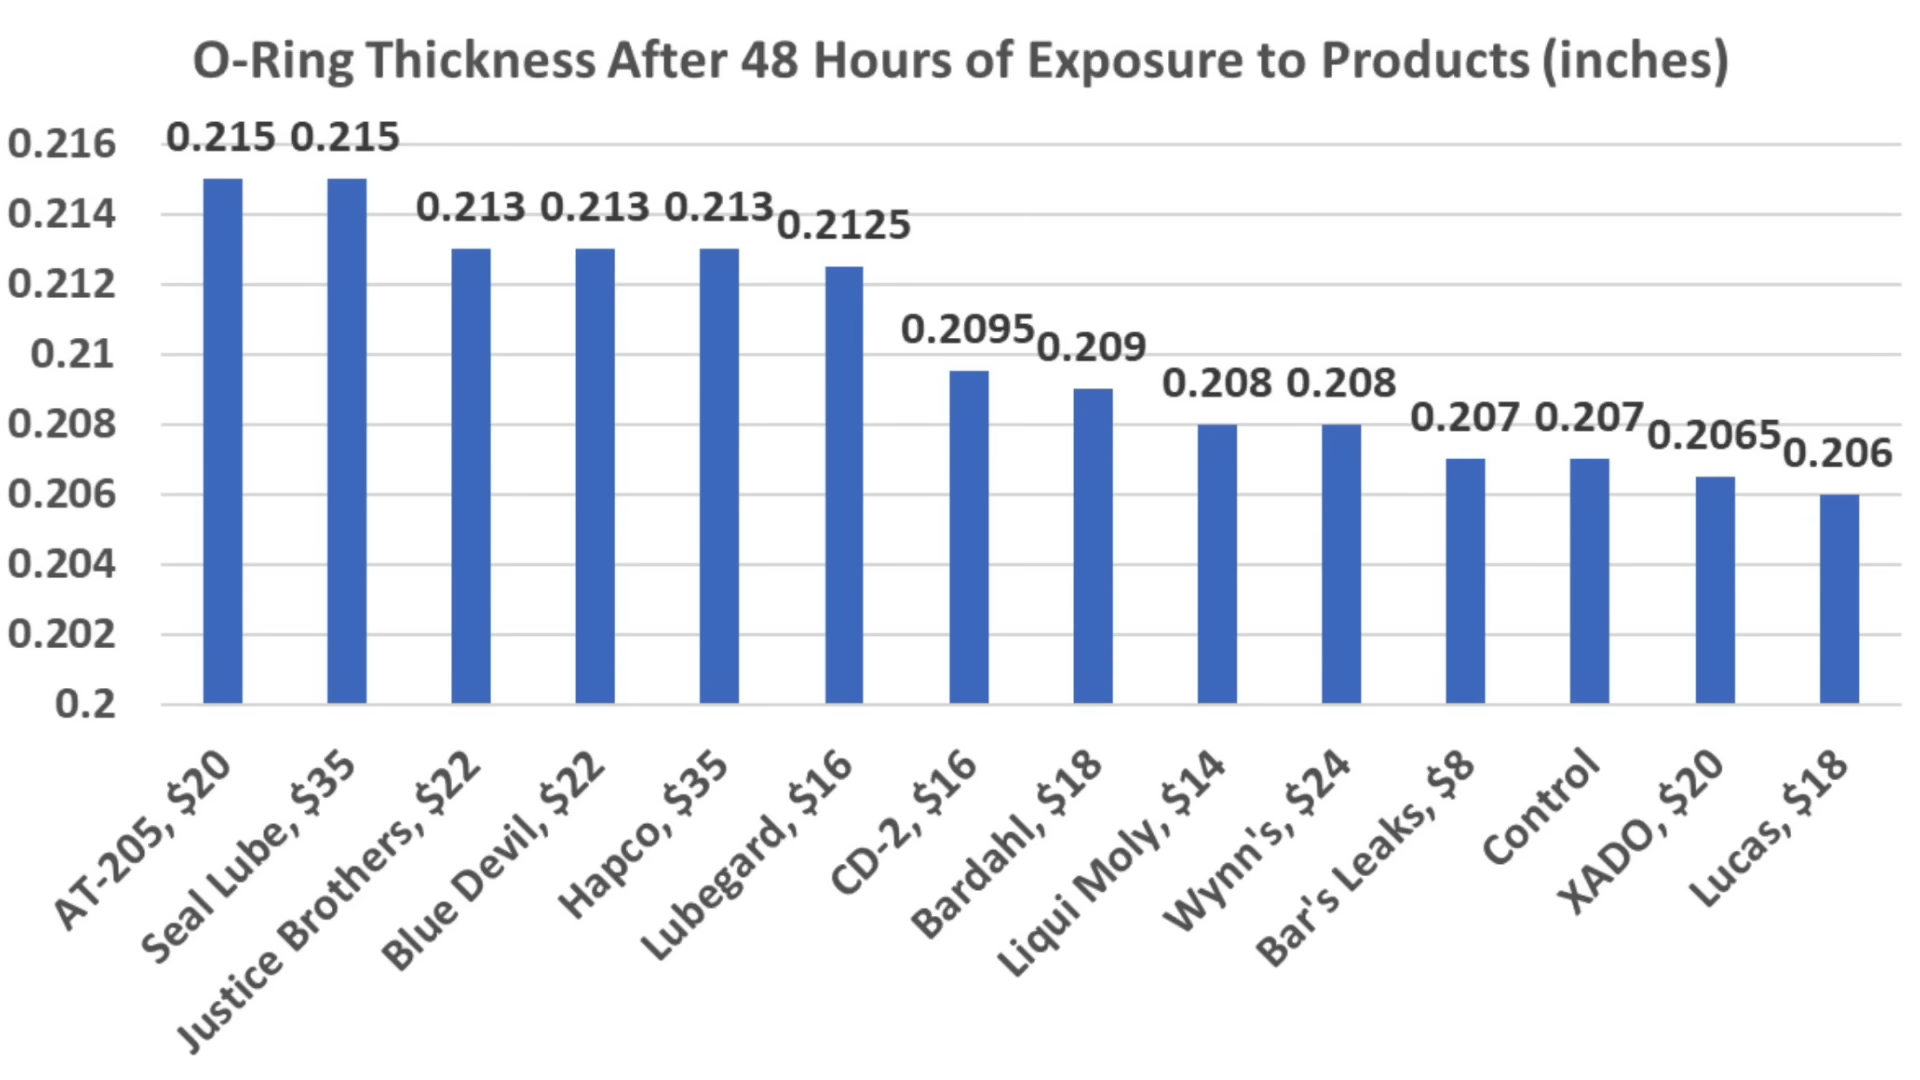 O-Ring Thickness After 48 Hours of Exposure to Products (inches)
0.216
0.214
0.212
0.21
0.208
0.206
0.204
0.202
0.2
0.215
0.215
0.213
0.213
0.213
0.2125
0.2095
0.209
0.208
0.208
0.207
0.207
0.2065
0.206
AT-205, $20
Seal Lube, $35
Justice Brothers, $22
Blue Devil, $22
Hapco, $35
Lubegard, $16
CD-2, $16
Bardahl, $18
Liqui Moly, $14
Wynn's, $24
Bar's Leaks, $8
Control
XADO, $20
Lucas, $18